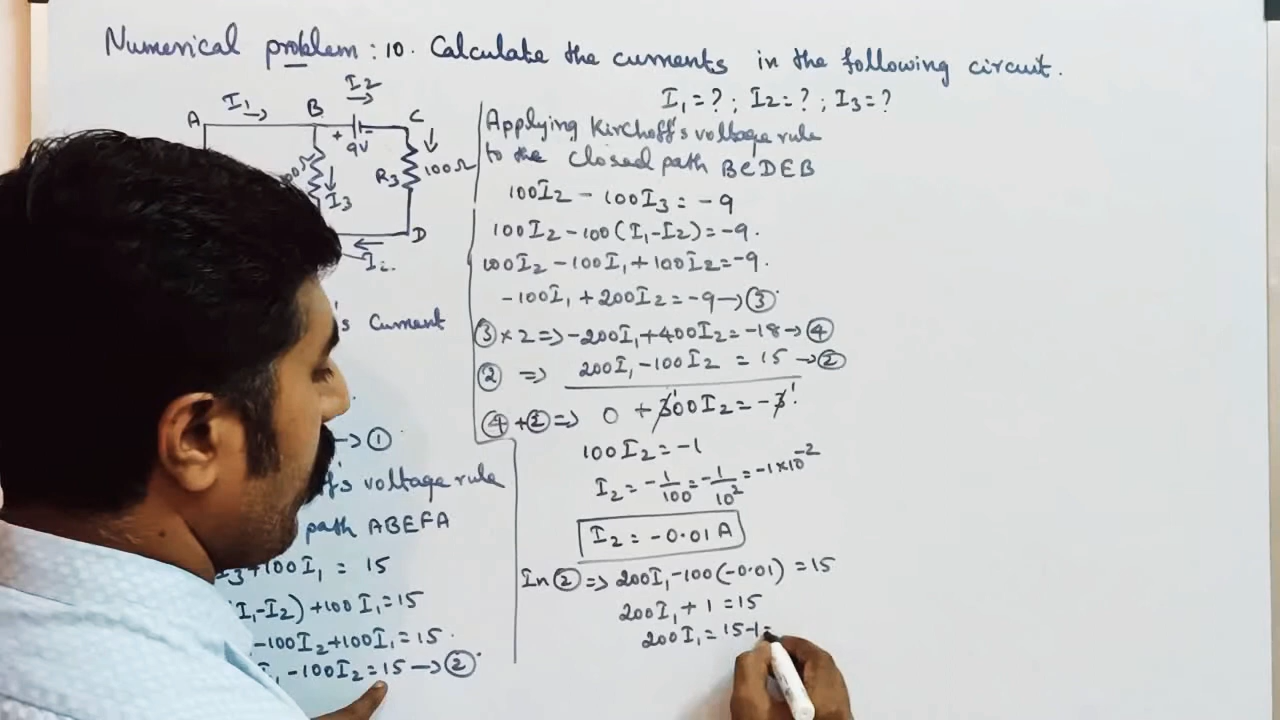 Numerical problem : 10. Calculate the currents in the following circuit.
I₁ = ? ; I₂ = ? ; I₃ = ?
I₁ →
I2 →
A
B
C
+ -
9V
R₃ 100Ω
I₃
D
←
I₂.
's Current
→ ①
's voltage rule
path ABEFA
I₃ + 100I₁ = 15
(I₁-I₂) + 100I₁ = 15
-100I₂ + 100I₁ = 15.
I₁ - 100I₂ = 15 → ②
Applying Kirchoff's voltage rule
to the closed path BCDEB
100I₂ - 100I₃ = -9
100I₂ - 100(I₁-I₂) = -9.
100I₂ - 100I₁ + 100I₂ = -9.
-100I₁ + 200I₂ = -9 → ③
③ × 2 ⇒ -200I₁ + 400I₂ = -18 → ④
② ⇒ 200I₁ - 100I₂ = 15 → ②
④ + ② ⇒ 0 + 300I₂ = -3
100I₂ = -1
I₂ = -1/100 = -1/10² = -1 × 10⁻²
I₂ = -0.01 A
In ② ⇒ 200I₁ - 100(-0.01) = 15
200I₁ + 1 = 15
200I₁ = 15-1=